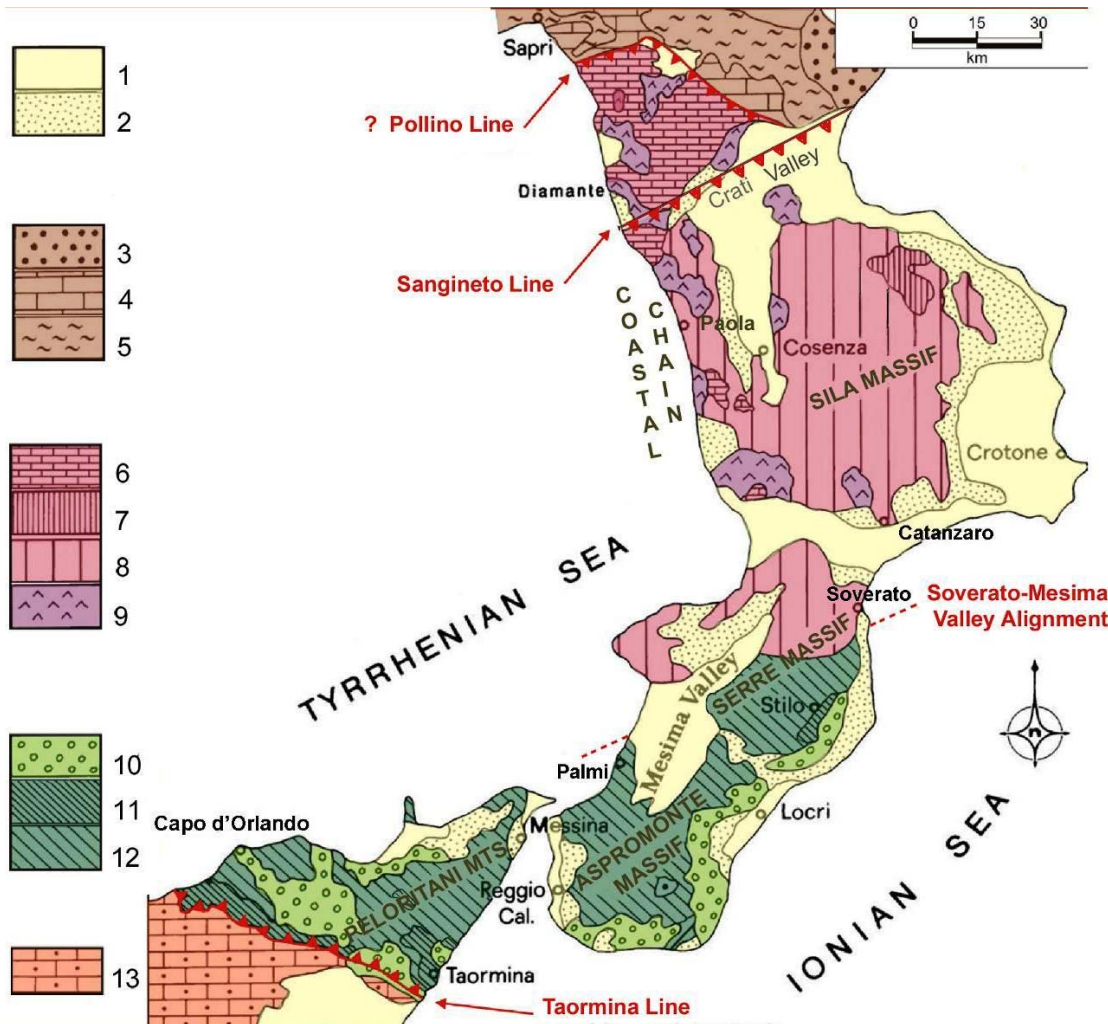 0 15 30
km
Sapri
? Pollino Line
Diamante
Crati Valley
Sangineto Line
COASTAL
CHAIN
Paola
Cosenza
SILA MASSIF
Crotone
Catanzaro
TYRRHENIAN SEA
Soverato
Soverato-Mesima
Valley Alignment
SERRE MASSIF
Mesima Valley
Stilo
n
Palmi
Locri
Capo d'Orlando
Messina
ASPROMONTE
MASSIF
PELORITANI MTS.
Reggio
Cal.
IONIAN SEA
Taormina
Taormina Line
1
2
3
4
5
6
7
8
9
10
11
12
13